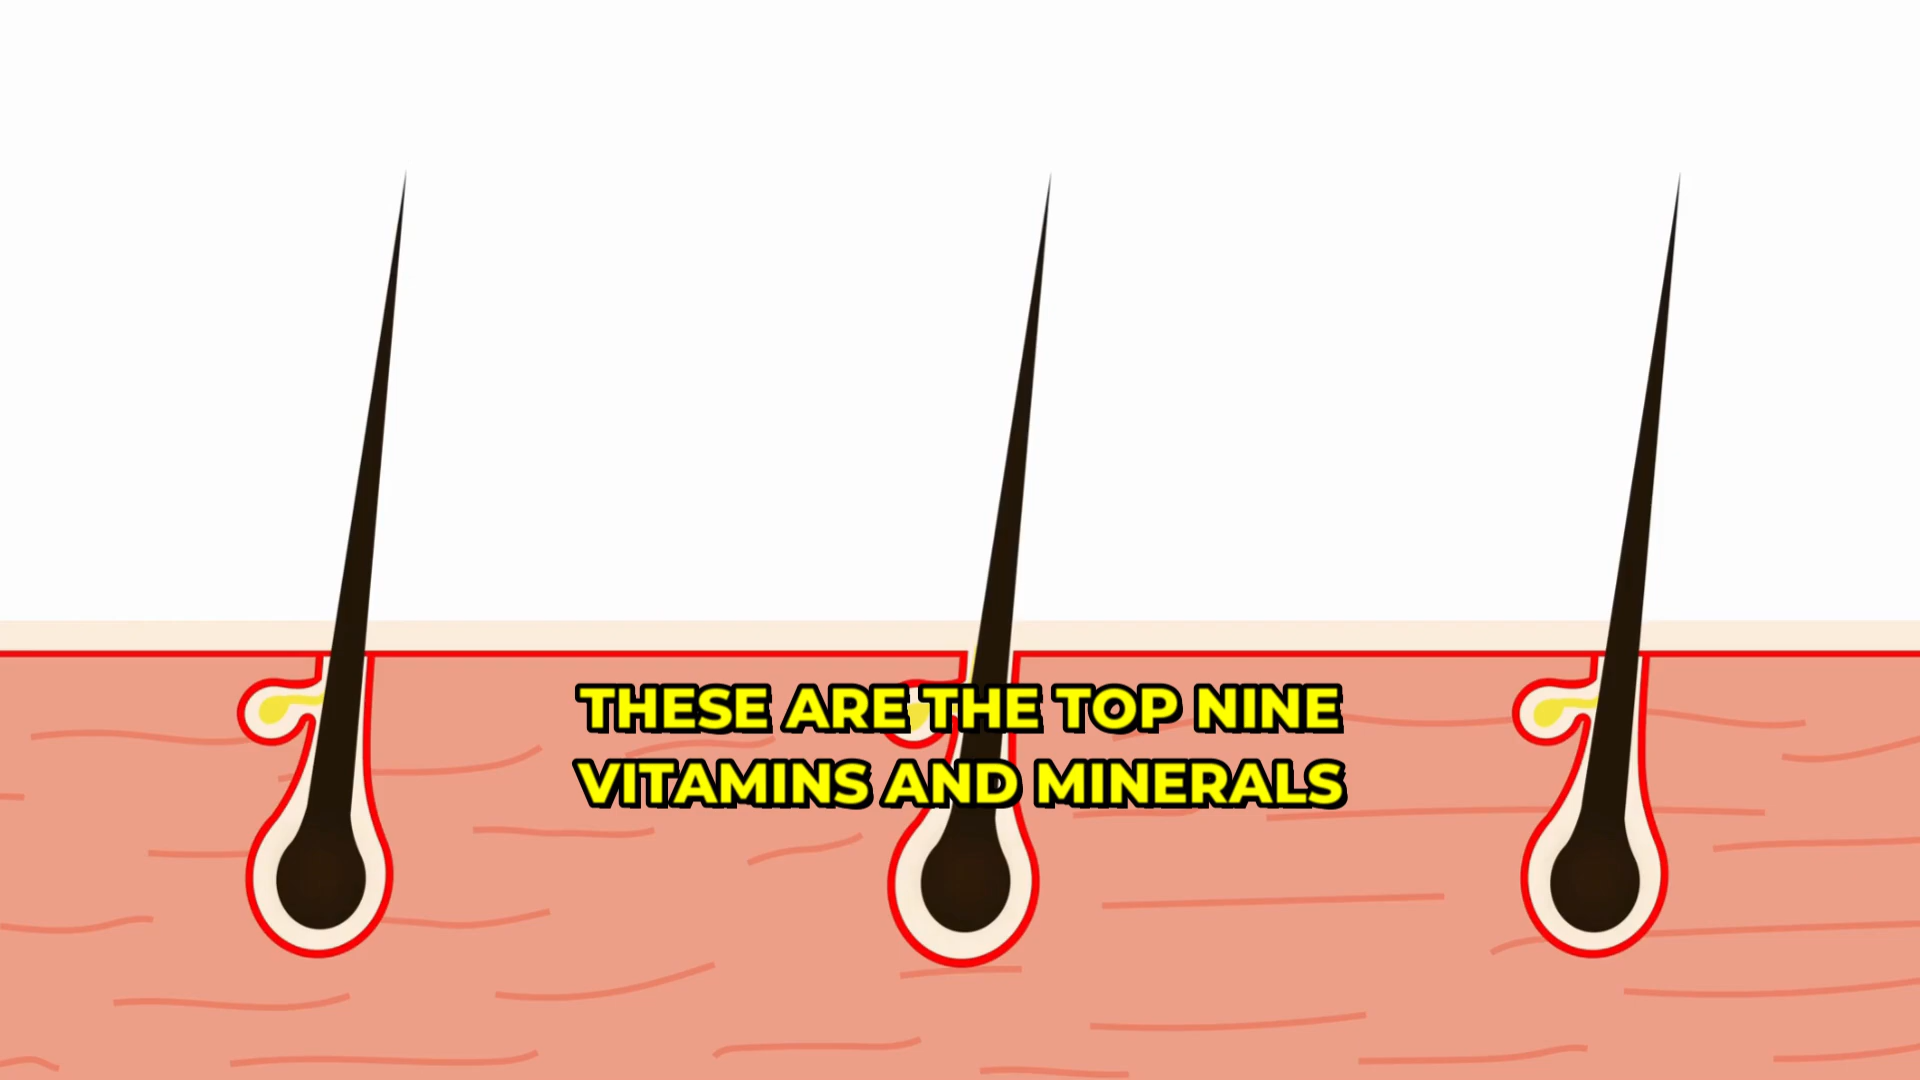 THESE ARE THE TOP NINE
VITAMINS AND MINERALS